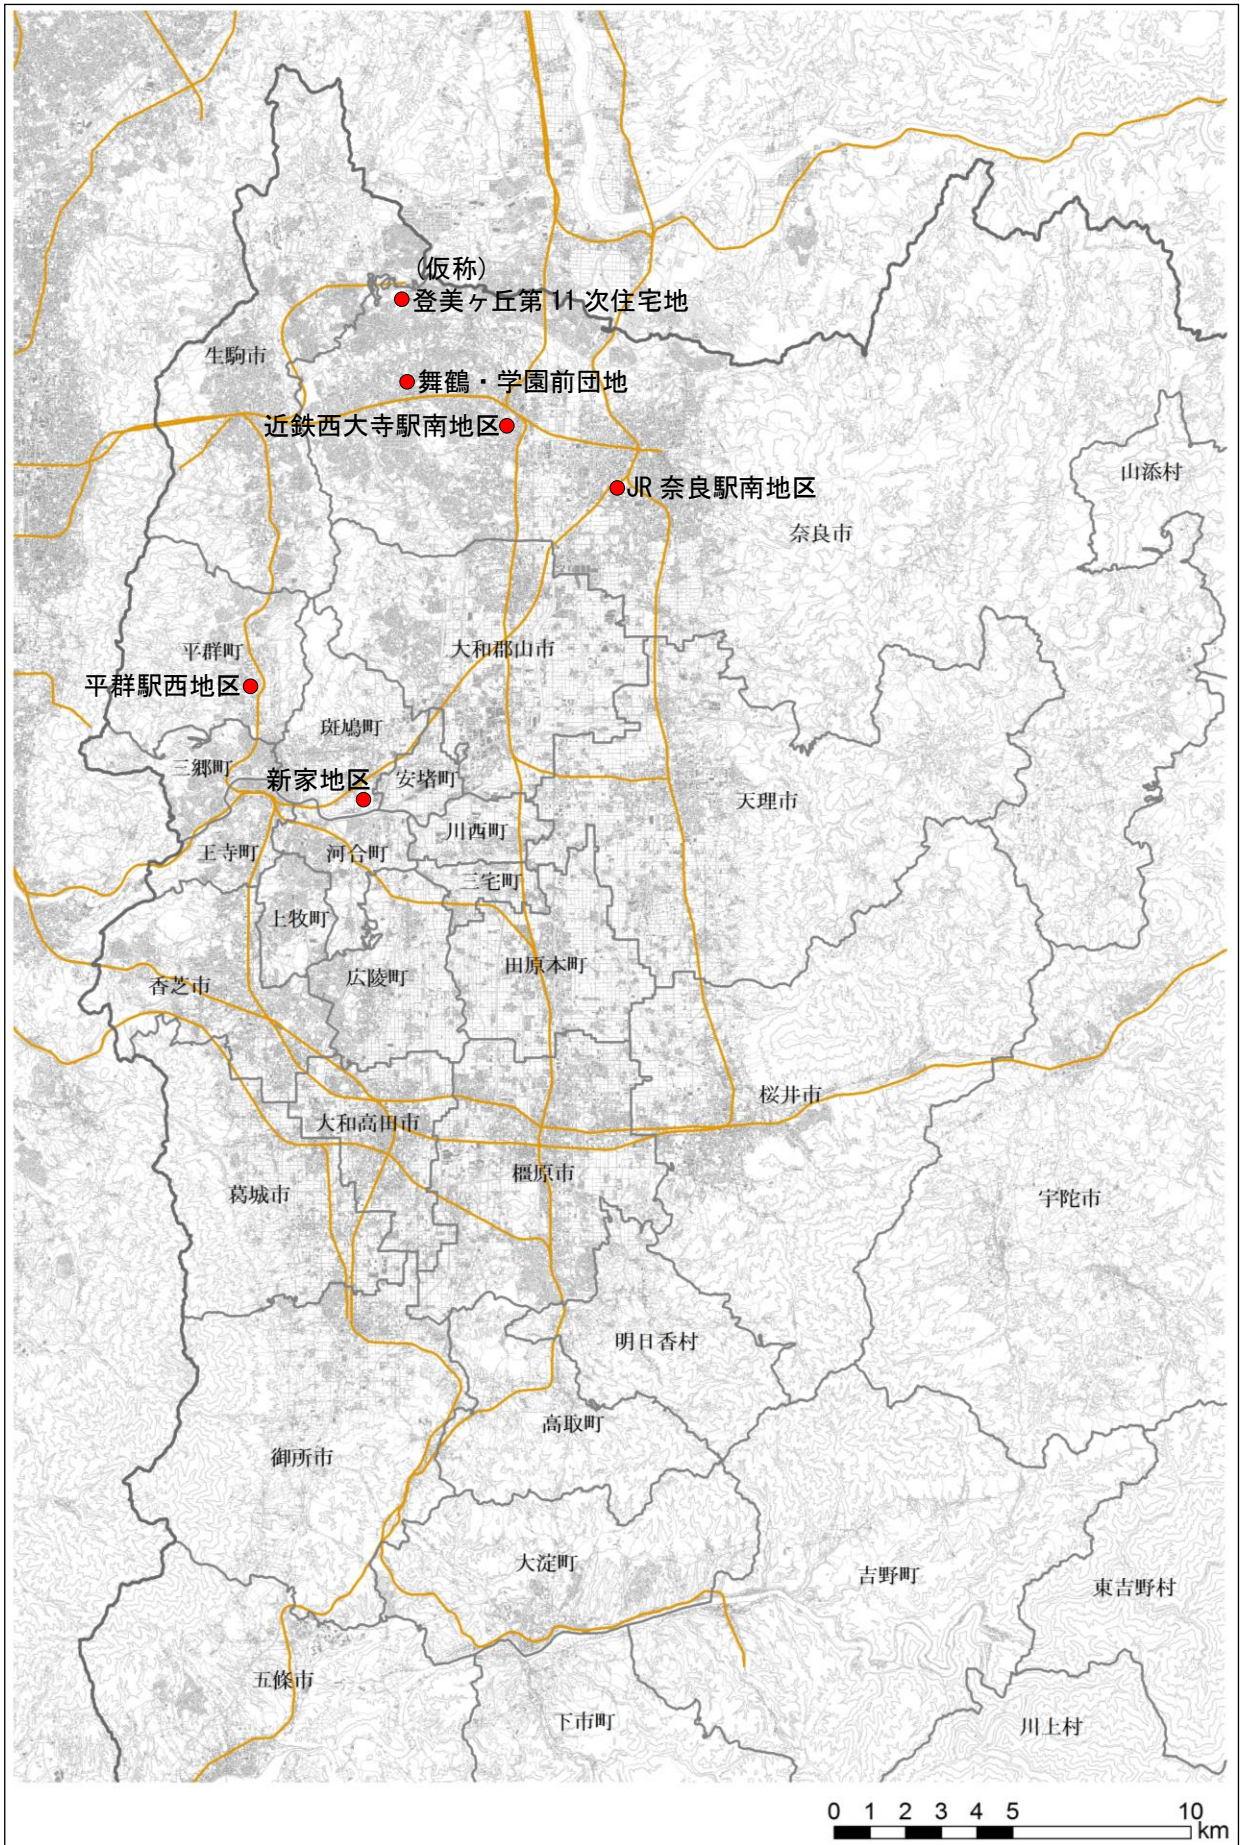 (仮称)
登美ヶ丘第11次住宅地
生駒市
舞鶴・学園前団地
近鉄西大寺駅南地区
山添村
JR奈良駅南地区
奈良市
平群町
大和郡山市
平群駅西地区
斑鳩町
三郷町
新家地区
安堵町
天理市
川西町
王寺町
河合町
三宅町
上牧町
田原本町
広陵町
香芝市
桜井市
大和高田市
橿原市
葛城市
宇陀市
明日香村
高取町
御所市
大淀町
吉野町
東吉野村
五條市
下市町
川上村
0 1 2 3 4 5 10
km